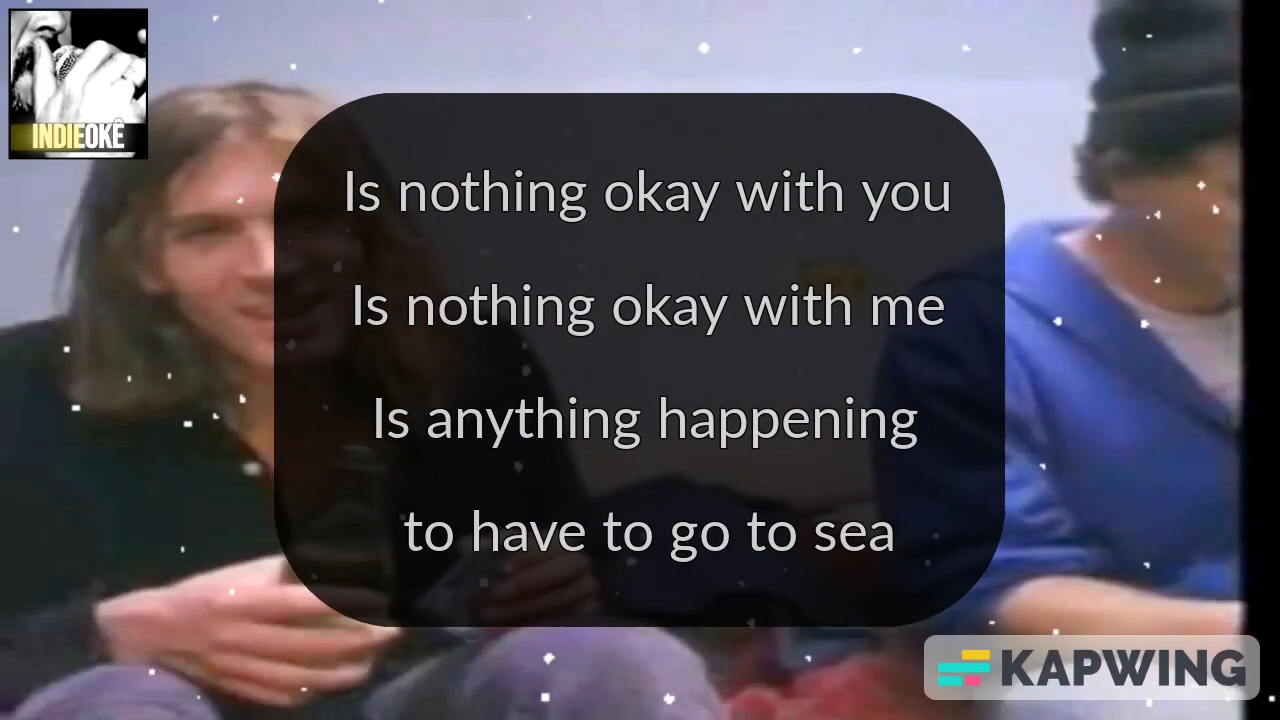 INDIEOKÊ
Is nothing okay with you
Is nothing okay with me
Is anything happening
to have to go to sea
KAPWING